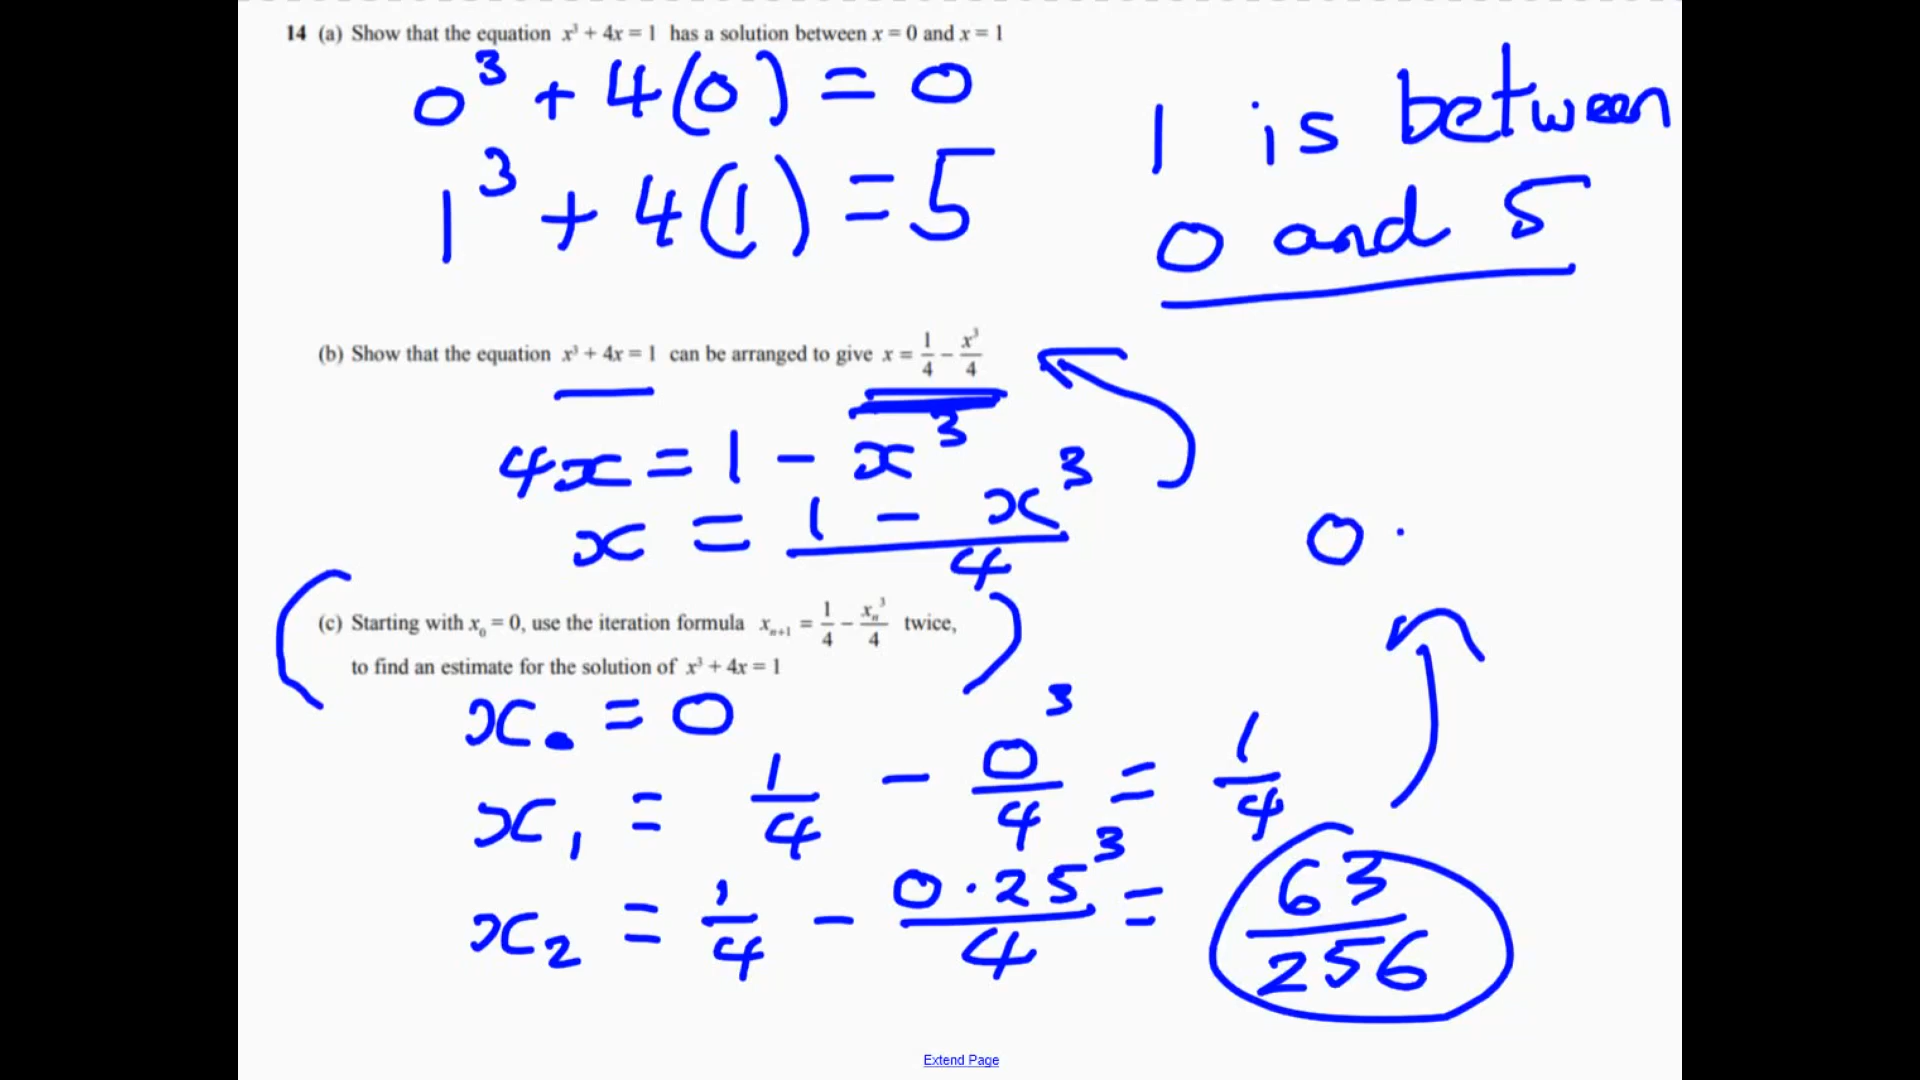 14 (a) Show that the equation x³ + 4x = 1 has a solution between x = 0 and x = 1
0³ + 4(0) = 0
1 is between
1³ + 4(1) = 5
0 and 5
(b) Show that the equation x³ + 4x = 1 can be arranged to give x = 1/4 − x³/4
4x = 1 − x³
x = (1 − x³)/4
0.
(c) Starting with x₀ = 0, use the iteration formula xₙ₊₁ = 1/4 − xₙ³/4 twice,
to find an estimate for the solution of x³ + 4x = 1
x₀ = 0
x₁ = 1/4 − 0³/4 = 1/4
x₂ = 1/4 − 0.25³/4 = 63/256
Extend Page